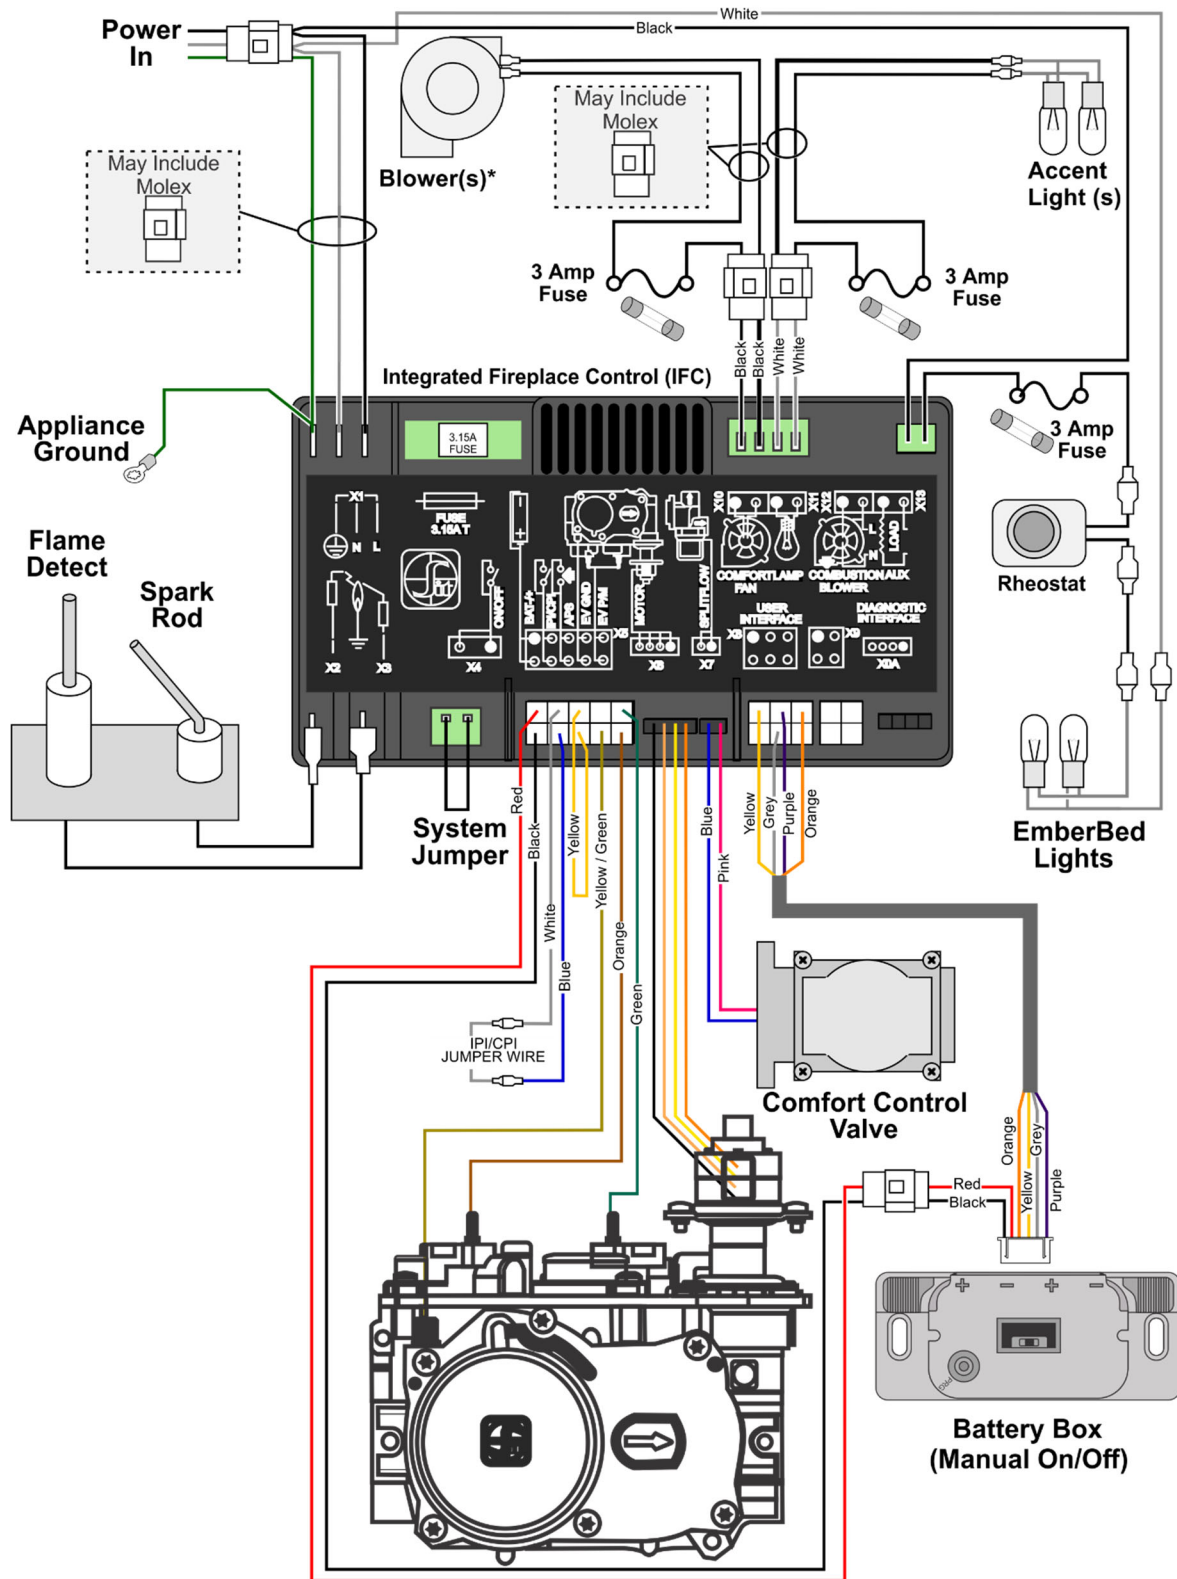 Power
In
White
Black
May Include
Molex
Blower(s)*
May Include
Molex
Accent
Light (s)
3 Amp
Fuse
3 Amp
Fuse
Black
Black
White
White
Integrated Fireplace Control (IFC)
Appliance
Ground
3.15A
FUSE
3 Amp
Fuse
X1
N
L
FUSE
3.15A T
ON/OFF
BAT-/+
IPI/CPI
APS
EV GND
EV P/M
MOTOR
SPLITFLOW
X10
X11
X12
X13
L
N
LOAD
COMFORT
FAN
LAMP
COMBUSTION
BLOWER
AUX
USER
INTERFACE
DIAGNOSTIC
INTERFACE
X2
X3
X4
X5
X6
X7
X8
X9
X0A
Flame
Detect
Spark
Rod
Rheostat
System
Jumper
Red
Black
White
Blue
Yellow
Yellow / Green
Orange
Green
Blue
Pink
Yellow
Grey
Purple
Orange
EmberBed
Lights
IPI/CPI
JUMPER WIRE
Comfort Control
Valve
Orange
Yellow
Grey
Purple
Red
Black
+ - + -
PRG
Battery Box
(Manual On/Off)